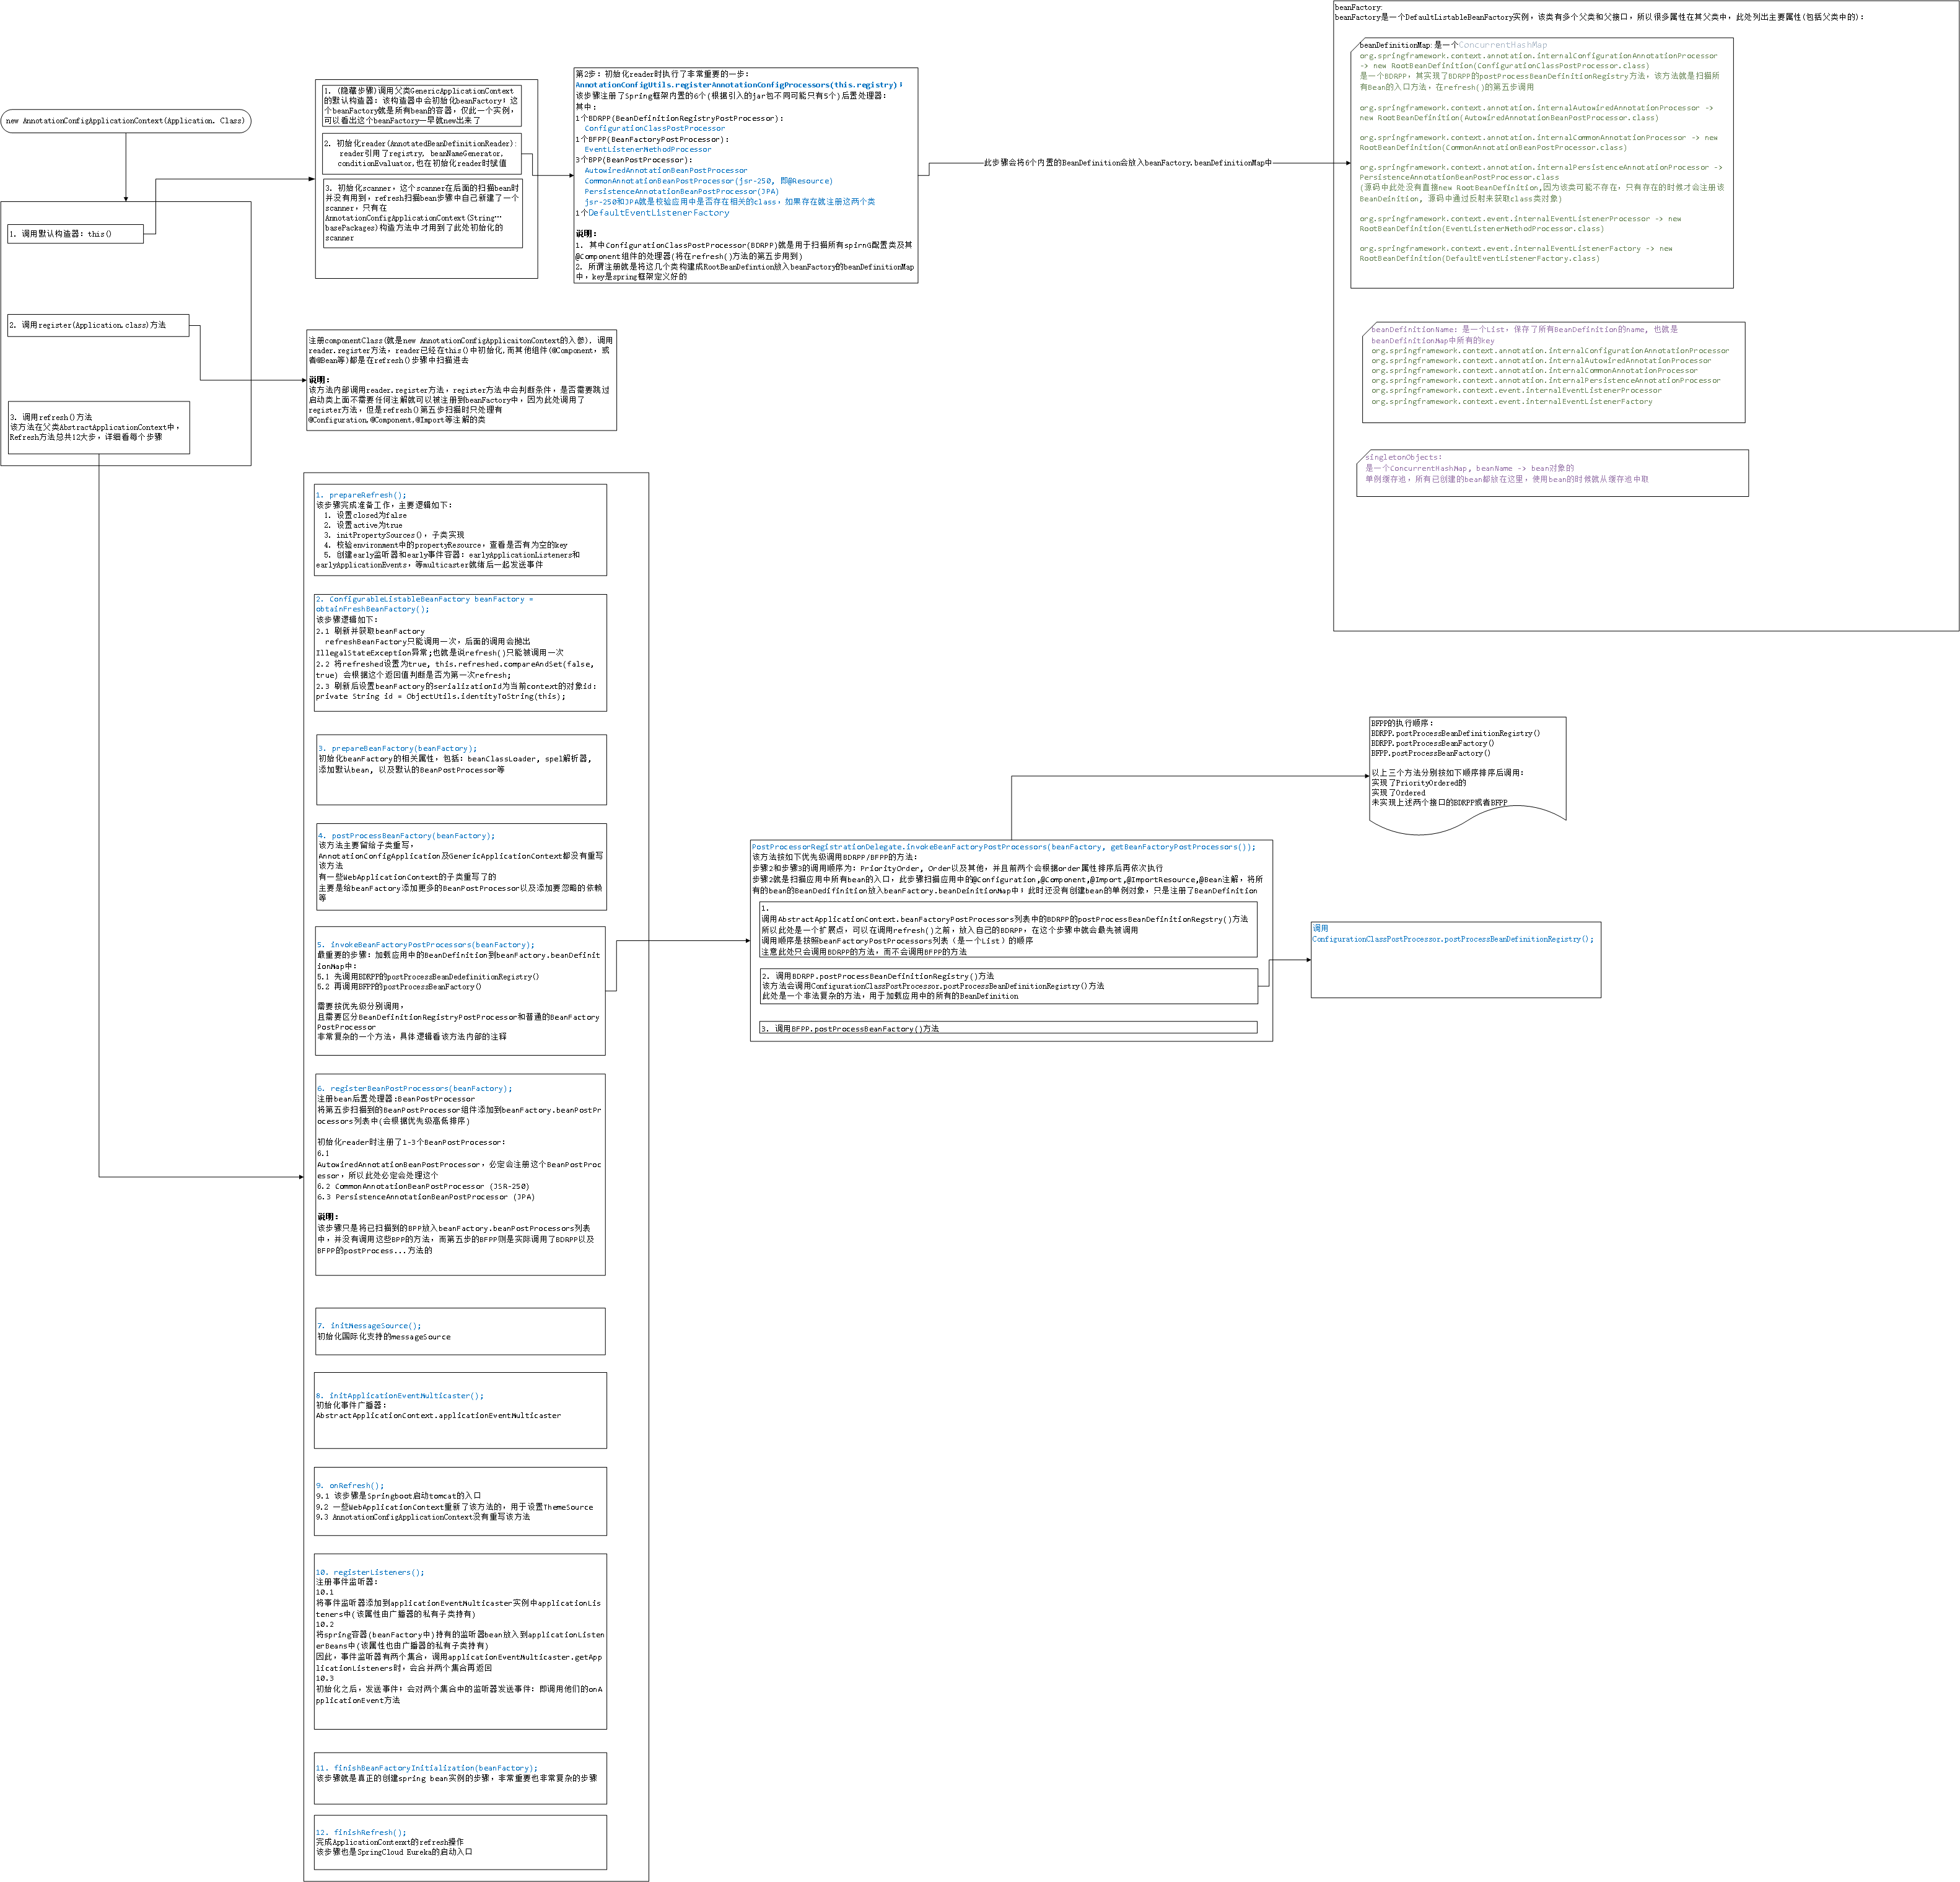 new AnnotationConfigApplicationContext(Application. Class)
1. 调用默认构造器: this()
2. 调用register(Application.class)方法
3. 调用refresh()方法
该方法在父类AbstractApplicationContext中,
Refresh方法总共12大步, 详细看每个步骤
1. (隐藏步骤)调用父类GenericApplicationContext
的默认构造器: 该构造器中会初始化beanFactory; 这
个beanFactory就是所有bean的容器, 仅此一个实例,
可以看出这个beanFactory一早就new出来了
2. 初始化reader(AnnotatedBeanDefinitionReader):
reader引用了registry, beanNameGenerator,
conditionEvaluator,也在初始化reader时赋值
3. 初始化scanner, 这个scanner在后面的扫描bean时
并没有用到, refresh扫描bean步骤中自己新建了一个
scanner, 只有在
AnnotationConfigApplicationContext(String…
basePackages)构造方法中才用到了此处初始化的
scanner
第2步: 初始化reader时执行了非常重要的一步:
AnnotationConfigUtils.registerAnnotationConfigProcessors(this.registry);
该步骤注册了Spring框架内置的6个(根据引入的jar包不同可能只有5个)后置处理器:
其中:
1个BDRPP(BeanDefinitionRegistryPostProcessor):
ConfigurationClassPostProcessor
1个BFPP(BeanFactoryPostProcessor):
EventListenerMethodProcessor
3个BPP(BeanPostProcessor):
AutowiredAnnotationBeanPostProcessor
CommonAnnotationBeanPostProcessor(jsr-250, 即@Resource)
PersistenceAnnotationBeanPostProcessor(JPA)
jsr-250和JPA就是校验应用中是否存在相关的class, 如果存在就注册这两个类
1个DefaultEventListenerFactory
说明:
1. 其中ConfigurationClassPostProcessor(BDRPP)就是用于扫描所有spirnG配置类及其
@Component组件的处理器(将在refresh()方法的第五步用到)
2. 所谓注册就是将这几个类构建成RootBeanDefintion放入beanFactory的beanDefinitionMap
中, key是spring框架定义好的
此步骤会将6个内置的BeanDefinition会放入beanFactory.beanDefinitionMap中
beanFactory:
beanFactory是一个DefaultListableBeanFactory实例, 该类有多个父类和父接口, 所以很多属性在其父类中, 此处列出主要属性(包括父类中的):
beanDefinitionMap: 是一个ConcurrentHashMap
org.springframework.context.annotation.internalConfigurationAnnotationProcessor
-> new RootBeanDefinition(ConfigurationClassPostProcessor.class)
是一个BDRPP, 其实现了BDRPP的postProcessBeanDefinitionRegistry方法, 该方法就是扫描所
有Bean的入口方法, 在refresh()的第五步调用
org.springframework.context.annotation.internalAutowiredAnnotationProcessor ->
new RootBeanDefinition(AutowiredAnnotationBeanPostProcessor.class)
org.springframework.context.annotation.internalCommonAnnotationProcessor -> new
RootBeanDefinition(CommonAnnotationBeanPostProcessor.class)
org.springframework.context.annotation.internalPersistenceAnnotationProcessor ->
PersistenceAnnotationBeanPostProcessor.class
(源码中此处没有直接new RootBeanDefinition,因为该类可能不存在, 只有存在的时候才会注册该
BeanDeinition, 源码中通过反射来获取class类对象)
org.springframework.context.event.internalEventListenerProcessor -> new
RootBeanDefinition(EventListenerMethodProcessor.class)
org.springframework.context.event.internalEventListenerFactory -> new
RootBeanDefinition(DefaultEventListenerFactory.class)
beanDefinitionName: 是一个List, 保存了所有BeanDefinition的name, 也就是
beanDefinitionMap中所有的key
org.springframework.context.annotation.internalConfigurationAnnotationProcessor
org.springframework.context.annotation.internalAutowiredAnnotationProcessor
org.springframework.context.annotation.internalCommonAnnotationProcessor
org.springframework.context.annotation.internalPersistenceAnnotationProcessor
org.springframework.context.event.internalEventListenerProcessor
org.springframework.context.event.internalEventListenerFactory
singletonObjects:
是一个ConcurrentHashMap, beanName -> bean对象的
单例缓存池, 所有已创建的bean都放在这里, 使用bean的时候就从缓存池中取
注册componentClass(就是new AnnotationConfigApplicaitonContext的入参). 调用
reader.register方法, reader已经在this()中初始化.而其他组件(@Component, 或
者@Bean等)都是在refresh()步骤中扫描进去
说明:
该方法内部调用reader.register方法, register方法中会判断条件, 是否需要跳过
启动类上面不需要任何注解就可以被注册到beanFactory中, 因为此处调用了
register方法, 但是refresh()第五步扫描时只处理有
@Configuration,@Component,@Import等注解的类
1. prepareRefresh();
该步骤完成准备工作, 主要逻辑如下:
1. 设置closed为false
2. 设置active为true
3. initPropertySources(), 子类实现
4. 校验environment中的propertyResource, 查看是否有为空的key
5. 创建early监听器和early事件容器: earlyApplicationListeners和
earlyApplicationEvents, 等multicaster就绪后一起发送事件
2. ConfigurableListableBeanFactory beanFactory =
obtainFreshBeanFactory();
该步骤逻辑如下:
2.1 刷新并获取beanFactory
refreshBeanFactory只能调用一次, 后面的调用会抛出
IllegalStateException异常;也就是说refresh()只能被调用一次
2.2 将refreshed设置为true, this.refreshed.compareAndSet(false,
true) 会根据这个返回值判断是否为第一次refresh;
2.3 刷新后设置beanFactory的serializationId为当前context的对象id:
private String id = ObjectUtils.identityToString(this);
3. prepareBeanFactory(beanFactory);
初始化beanFactory的相关属性, 包括: beanClassLoader, spel解析器,
添加默认bean, 以及默认的BeanPostProcessor等
4. postProcessBeanFactory(beanFactory);
该方法主要留给子类重写,
AnnotationConfigApplication及GenericApplicationContext都没有重写
该方法
有一些WebApplicationContext的子类重写了的
主要是给beanFactory添加更多的BeanPostProcessor以及添加要忽略的依赖
等
5. invokeBeanFactoryPostProcessors(beanFactory);
最重要的步骤: 加载应用中的BeanDefinition到beanFactory.beanDefinit
ionMap中:
5.1 先调用BDRPP的postProcessBeanDedefinitionRegistry()
5.2 再调用BFPP的postProcessBeanFactory()
需要按优先级分别调用,
且需要区分BeanDefinitionRegistryPostProcessor和普通的BeanFactory
PostProcessor
非常复杂的一个方法, 具体逻辑看该方法内部的注释
6. registerBeanPostProcessors(beanFactory);
注册bean后置处理器:BeanPostProcessor
将第五步扫描到的BeanPostProcessor组件添加到beanFactory.beanPostPr
ocessors列表中(会根据优先级高低排序)
初始化reader时注册了1-3个BeanPostProcessor:
6.1
AutowiredAnnotationBeanPostProcessor, 必定会注册这个BeanPostProc
essor, 所以此处必定会处理这个
6.2 CommonAnnotationBeanPostProcessor (JSR-250)
6.3 PersistenceAnnotationBeanPostProcessor (JPA)
说明:
该步骤只是将已扫描到的BPP放入beanFactory.beanPostProcessors列表
中, 并没有调用这些BPP的方法, 而第五步的BFPP则是实际调用了BDRPP以及
BFPP的postProcess...方法的
7. initMessageSource();
初始化国际化支持的messageSource
8. initApplicationEventMulticaster();
初始化事件广播器:
AbstractApplicationContext.applicationEventMulticaster
9. onRefresh();
9.1 该步骤是Springboot启动tomcat的入口
9.2 一些WebApplicationContext重新了该方法的, 用于设置ThemeSource
9.3 AnnotationConfigApplicationContext没有重写该方法
10. registerListeners();
注册事件监听器:
10.1
将事件监听器添加到applicationEventMulticaster实例中applicationLis
teners中(该属性由广播器的私有子类持有)
10.2
将spring容器(beanFactory中)持有的监听器bean放入到applicationListen
erBeans中(该属性也由广播器的私有子类持有)
因此, 事件监听器有两个集合, 调用applicationEventMulticaster.getApp
licationListeners时, 会合并两个集合再返回
10.3
初始化之后, 发送事件; 会对两个集合中的监听器发送事件: 即调用他们的onA
pplicationEvent方法
11. finishBeanFactoryInitialization(beanFactory);
该步骤就是真正的创建spring bean实例的步骤, 非常重要也非常复杂的步骤
12. finishRefresh();
完成ApplicationContenxt的refresh操作
该步骤也是SpringCloud Eureka的启动入口
PostProcessorRegistrationDelegate.invokeBeanFactoryPostProcessors(beanFactory, getBeanFactoryPostProcessors());
该方法按如下优先级调用BDRPP/BFPP的方法:
步骤2和步骤3的调用顺序为: PriorityOrder, Order以及其他, 并且前两个会根据order属性排序后再依次执行
步骤2就是扫描应用中所有bean的入口, 此步骤扫描应用中的@Configuration,@Component,@Import,@ImportResource,@Bean注解, 将所
有的bean的BeanDedifinition放入beanFactory.beanDeinitionMap中; 此时还没有创建bean的单例对象, 只是注册了BeanDefinition
1.
调用AbstractApplicationContext.beanFactoryPostProcessors列表中的BDRPP的postProcessBeanDefinitionRegstry()方法
所以此处是一个扩展点, 可以在调用refresh()之前, 放入自己的BDRPP, 在这个步骤中就会最先被调用
调用顺序是按照beanFactoryPostProcessors列表（是一个List）的顺序
注意此处只会调用BDRPP的方法, 而不会调用BFPP的方法
2. 调用BDRPP.postProcessBeanDefinitionRegistry()方法
该方法会调用ConfigurationClassPostProcessor.postProcessBeanDefinitionRegistry()方法
此处是一个非法复杂的方法, 用于加载应用中的所有的BeanDefinition
3. 调用BFPP.postProcessBeanFactory()方法
BFPP的执行顺序:
BDRPP.postProcessBeanDefinitionRegistry()
BDRPP.postProcessBeanFactory()
BFPP.postProcessBeanFactory()
以上三个方法分别按如下顺序排序后调用:
实现了PriorityOrdered的
实现了Ordered
未实现上述两个接口的BDRPP或者BFPP
调用
ConfigurationClassPostProcessor.postProcessBeanDefinitionRegistry();